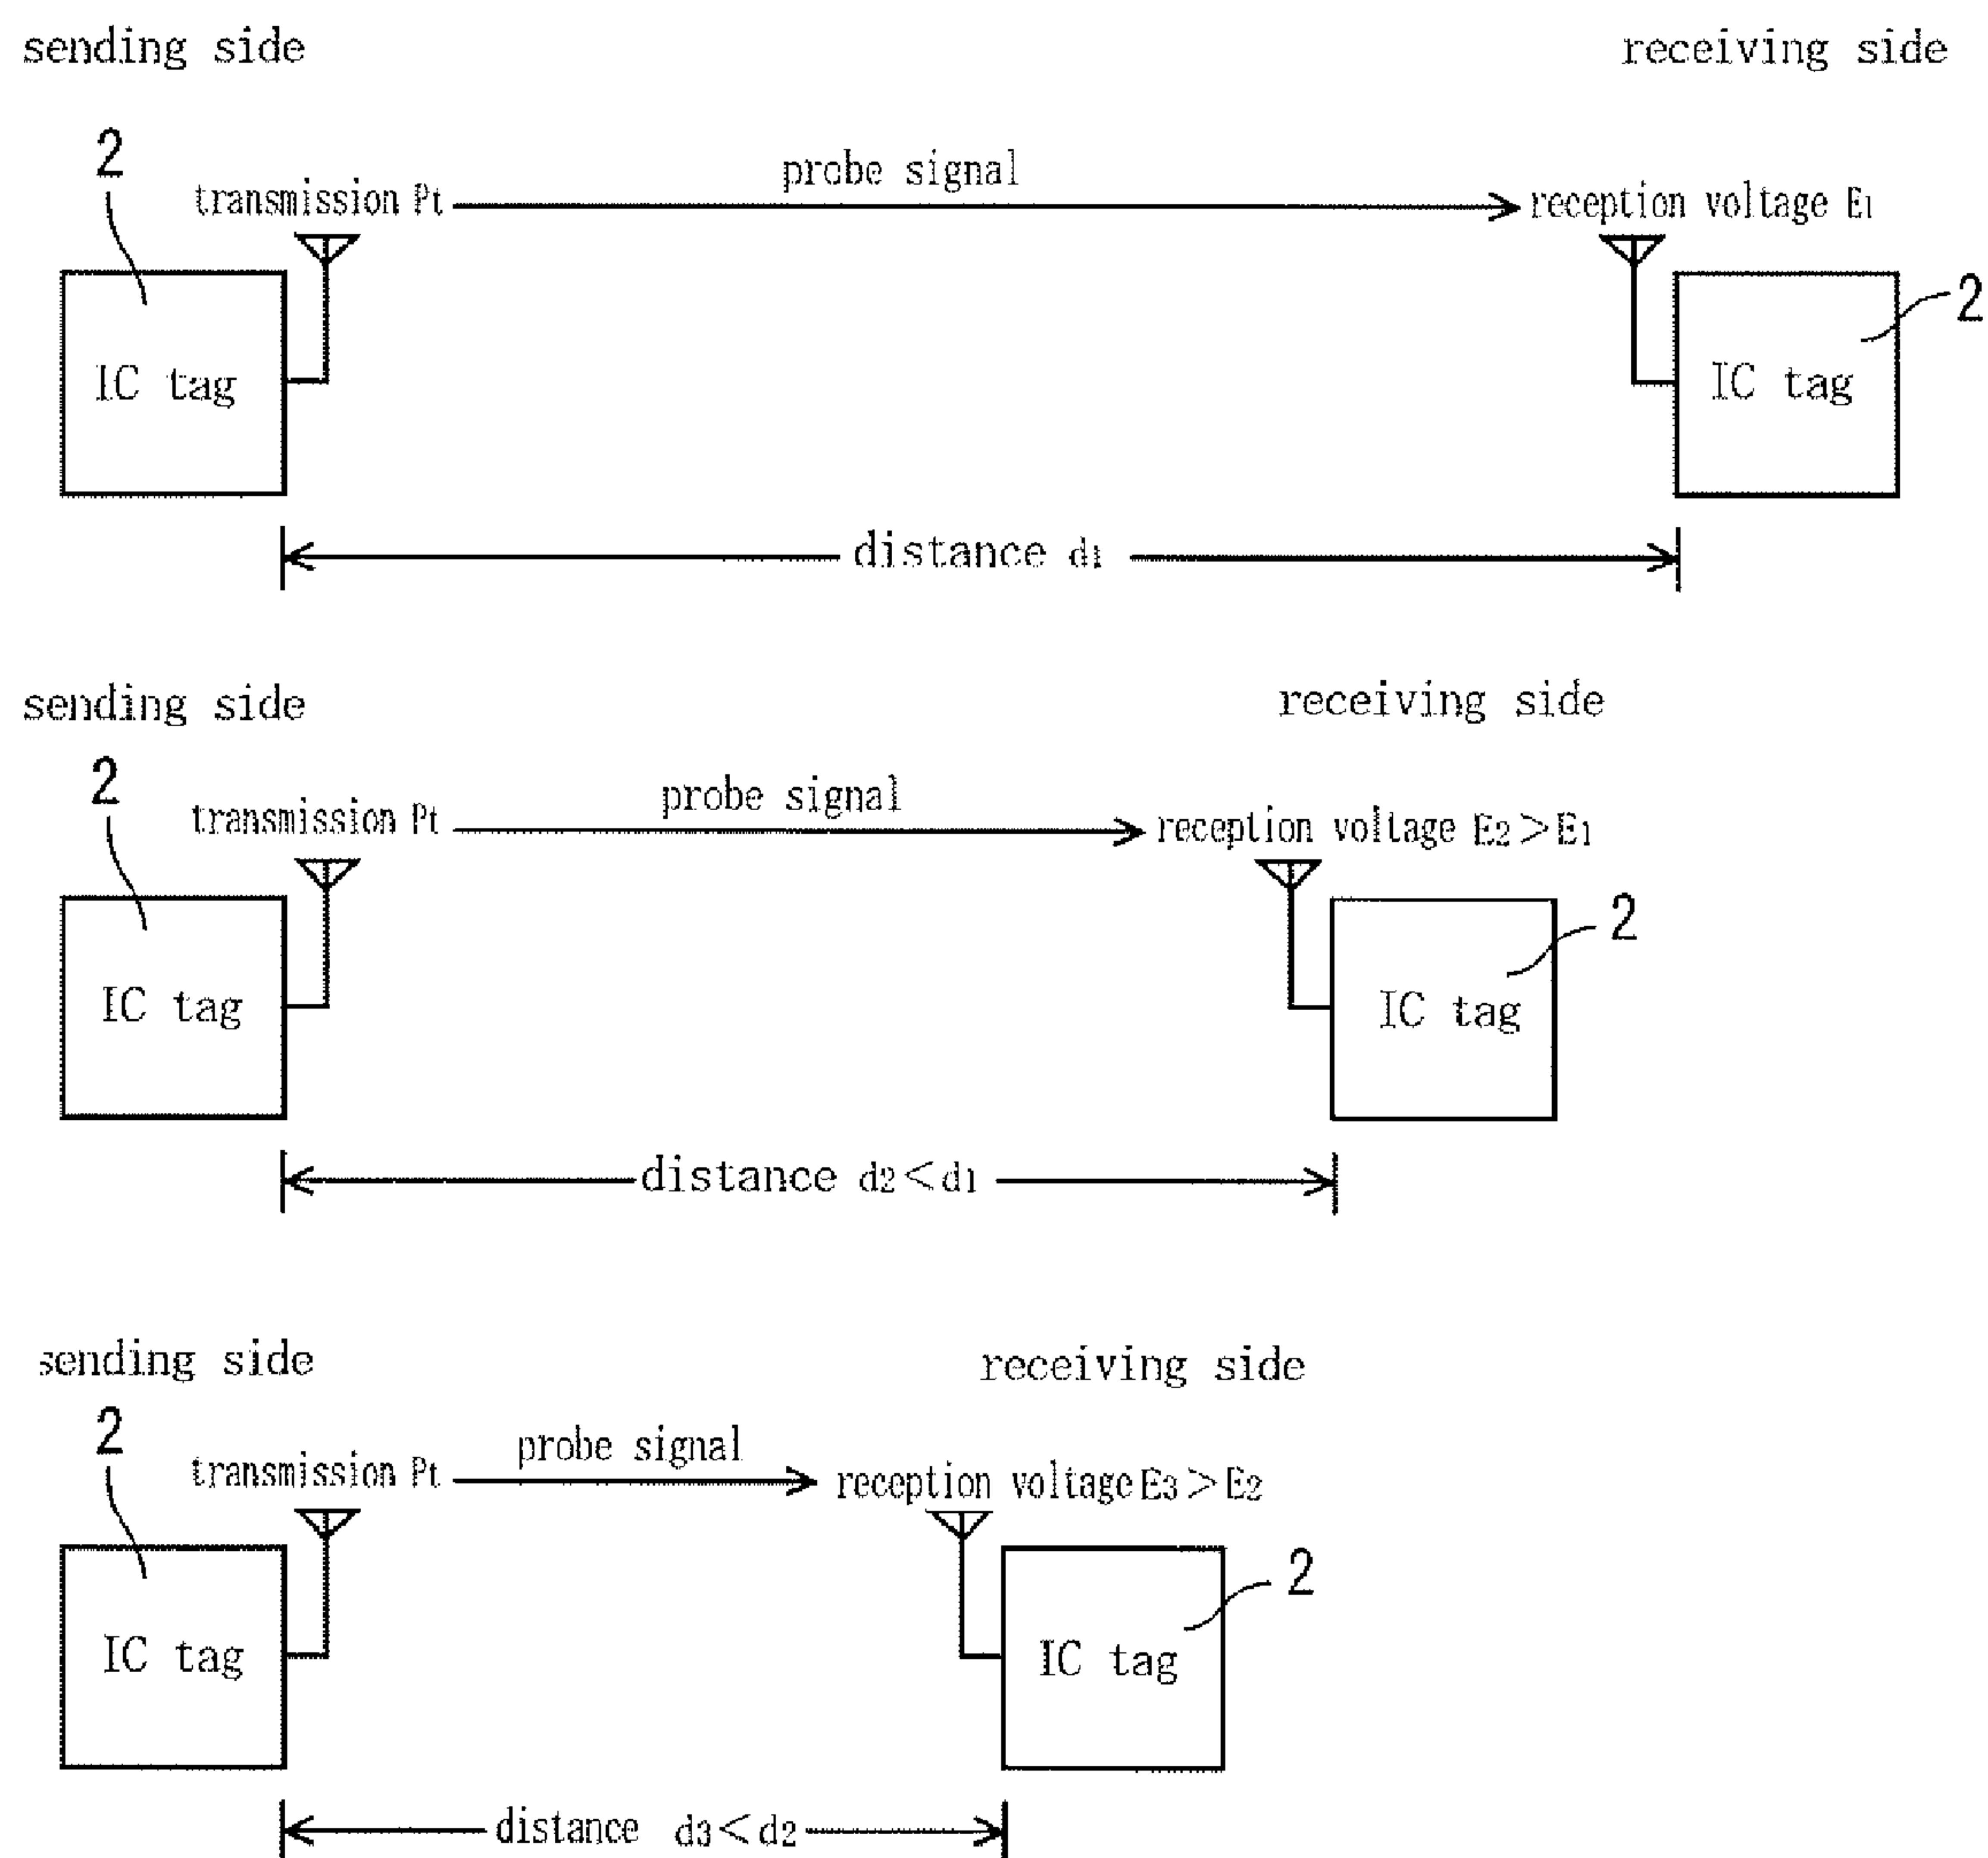 sending side
receiving side
2
probe signal
transmission Pt
reception voltage E1
2
IC tag
IC tag
distance d1
sending side
receiving side
2
probe signal
transmission Pt
reception voltage E2>E1
2
IC tag
IC tag
distance d2<d1
sending side
receiving side
2
probe signal
transmission Pt
reception voltage E3>E2
2
IC tag
IC tag
distance d3<d2